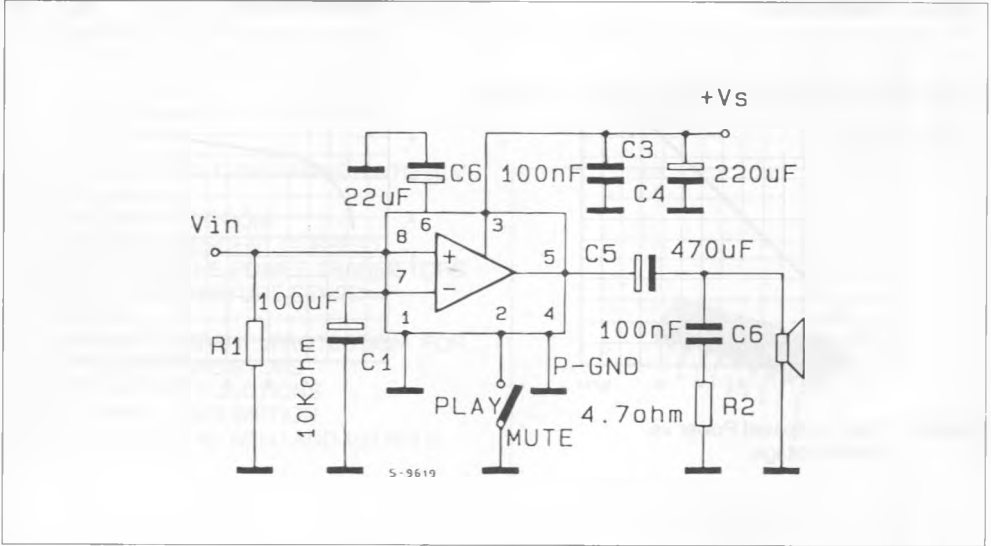 +Vs
C3
C6
100nF
220uF
22uF
C4
6
3
Vin
8
+
5
C5
470uF
7
-
100uF
1
2
4
100nF
C6
R1
C1
P-GND
10Kohm
PLAY
4.7ohm
R2
MUTE
S-9619